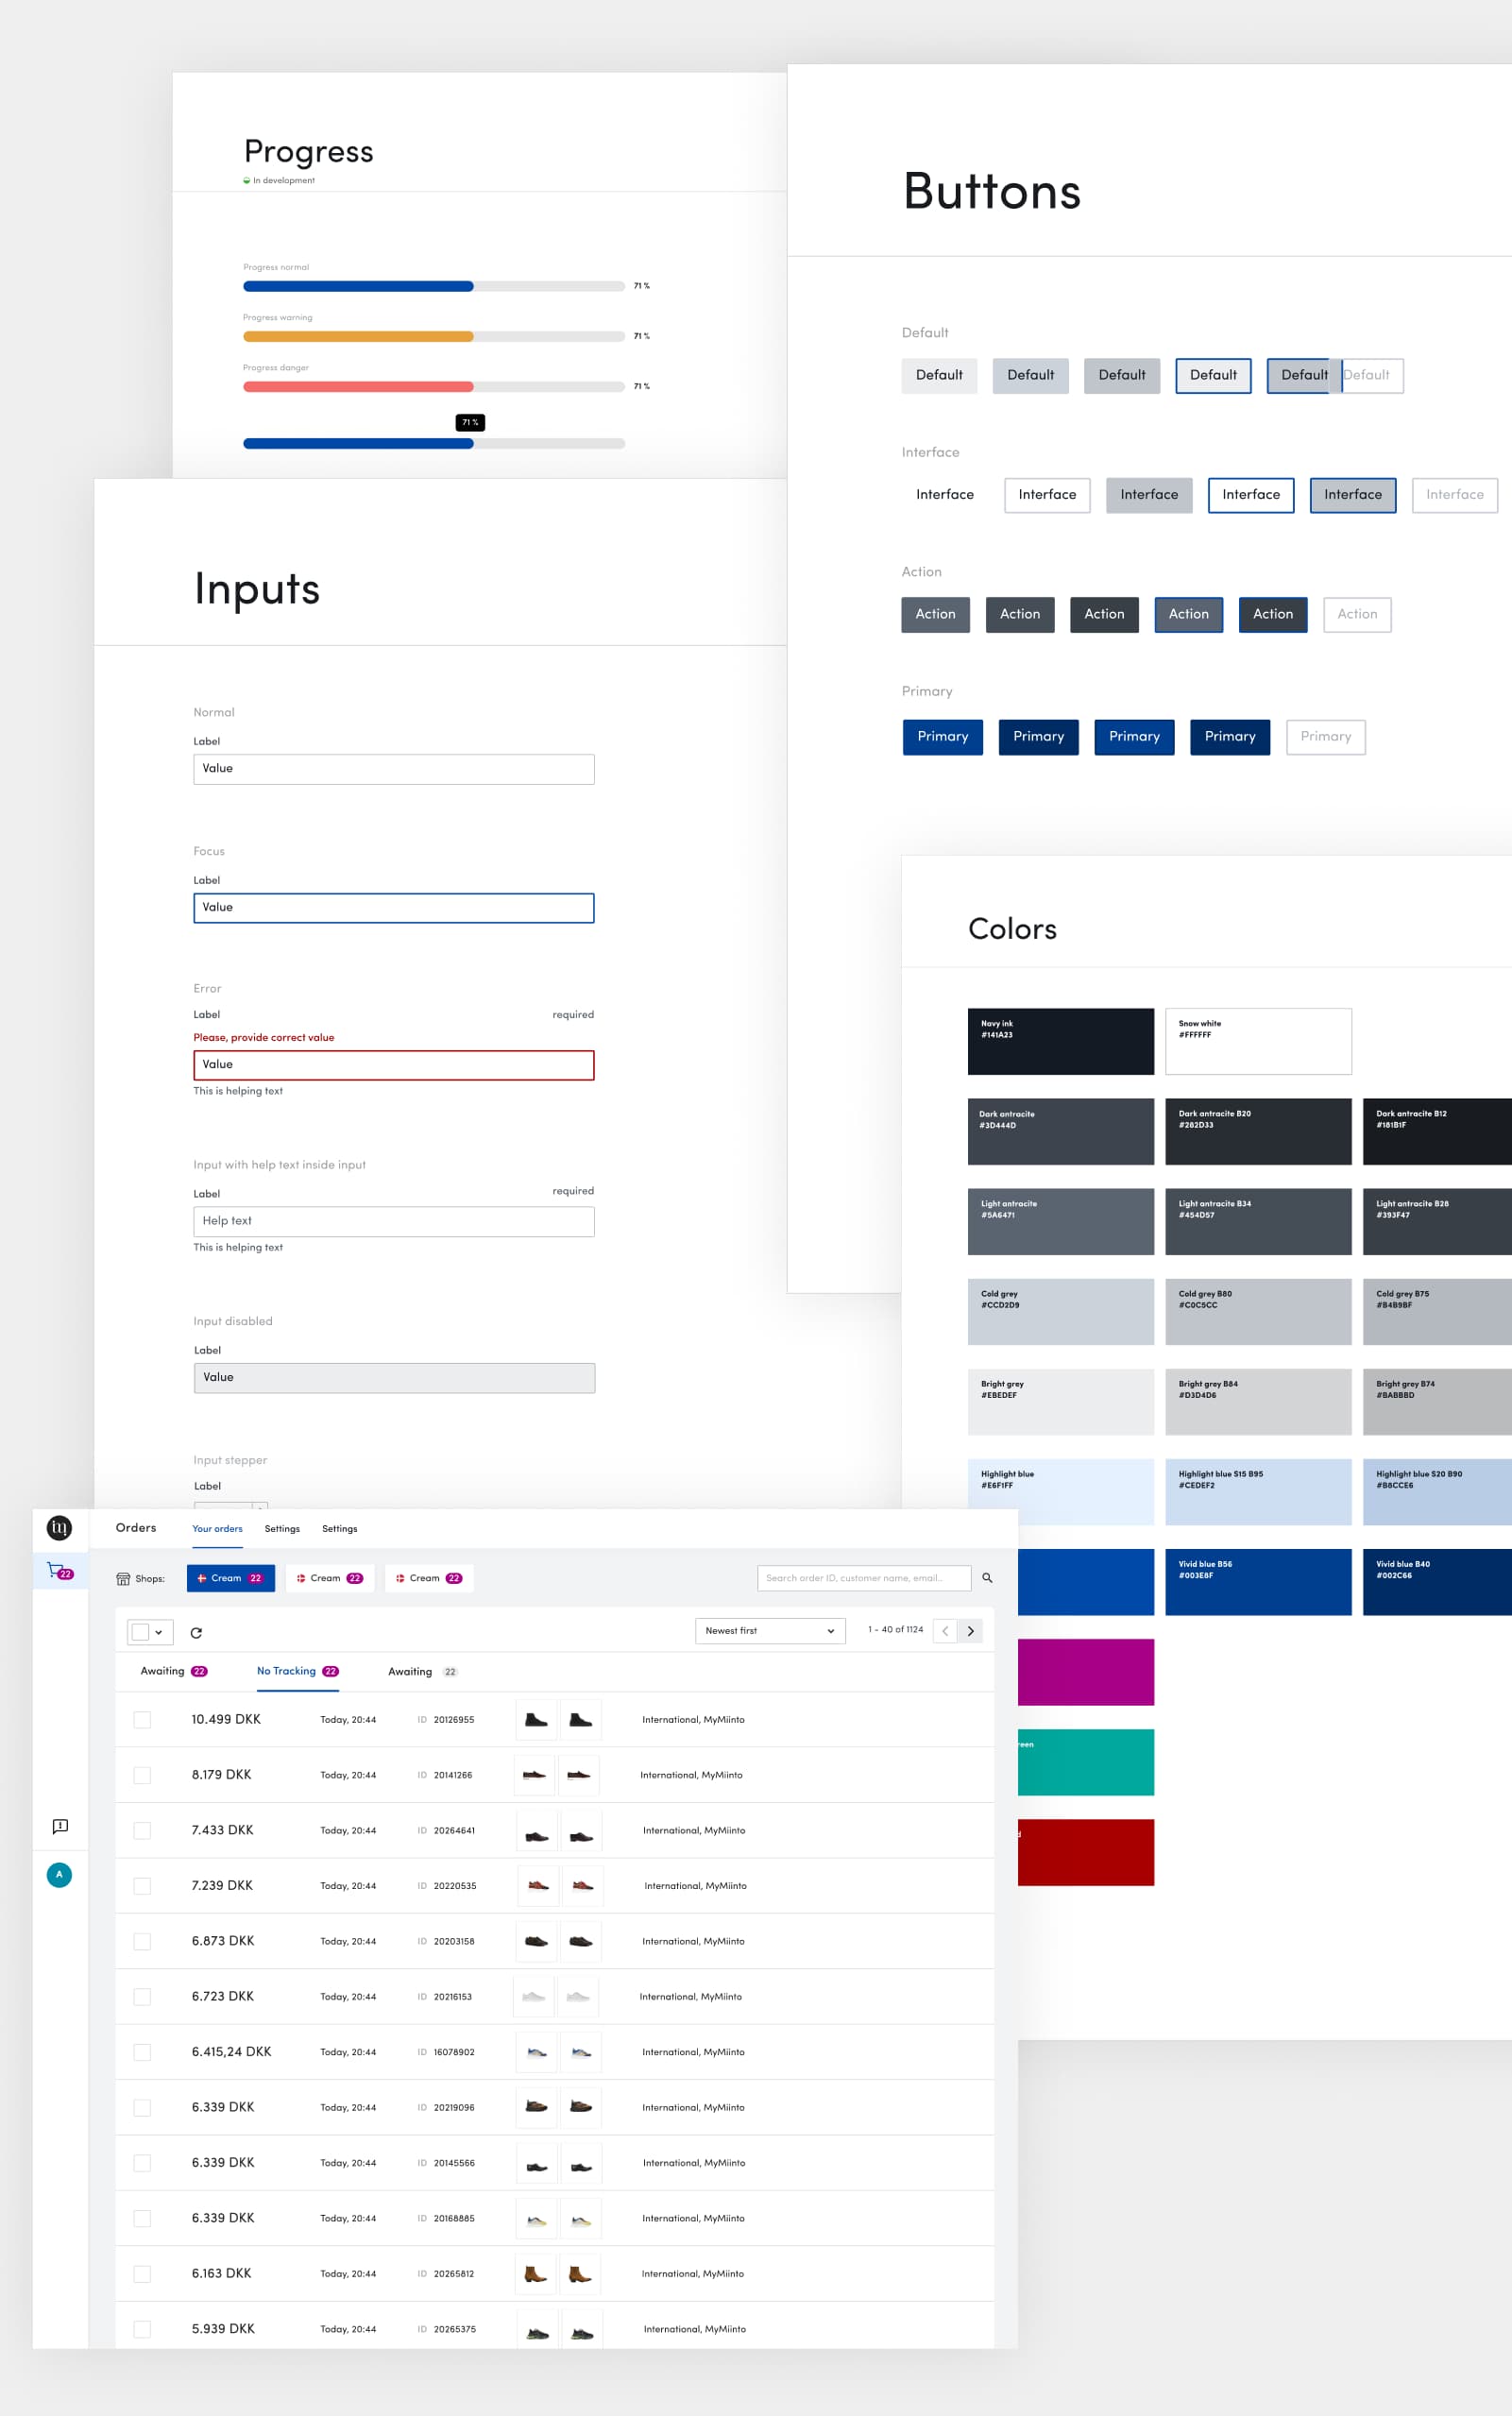 Progress
In development
Progress normal
71 %
Progress warning
71 %
Progress danger
71 %
71 %
Buttons
Default
Default Default Default Default Default Default
Interface
Interface Interface Interface Interface Interface Interface
Action
Action Action Action Action Action Action
Primary
Primary Primary Primary Primary Primary
Inputs
Normal
Label
Value
Focus
Label
Value
Error
Label required
Please, provide correct value
Value
This is helping text
Input with help text inside input
Label required
Help text
This is helping text
Input disabled
Label
Value
Input stepper
Label
Colors
Navy ink
#141A23
Snow white
#FFFFFF
Dark antracite
#3D444D
Dark antracite B20
#282D33
Dark antracite B12
#181B1F
Light antracite
#5A6471
Light antracite B34
#454D57
Light antracite B28
#393F47
Cold grey
#CCD2D9
Cold grey B80
#C0C5CC
Cold grey B75
#B4B9BF
Bright grey
#EBEDEF
Bright grey B84
#D3D4D6
Bright grey B74
#BABBBD
Highlight blue
#E6F1FF
Highlight blue S15 B95
#CEDEF2
Highlight blue S20 B90
#B8CCE6
Vivid blue B56
#003E8F
Vivid blue B40
#002C66
reen
d
m
22
A
Orders Your orders Settings Settings
Shops: Cream 22 Cream 22 Cream 22 Search order ID, customer name, email...
Newest first 1 - 40 of 1124
Awaiting 22 No Tracking 22 Awaiting 22
10.499 DKK Today, 20:44 ID 20126955 International, MyMiinto
8.179 DKK Today, 20:44 ID 20141266 International, MyMiinto
7.433 DKK Today, 20:44 ID 20264641 International, MyMiinto
7.239 DKK Today, 20:44 ID 20220535 International, MyMiinto
6.873 DKK Today, 20:44 ID 20203158 International, MyMiinto
6.723 DKK Today, 20:44 ID 20216153 International, MyMiinto
6.415,24 DKK Today, 20:44 ID 16078902 International, MyMiinto
6.339 DKK Today, 20:44 ID 20219096 International, MyMiinto
6.339 DKK Today, 20:44 ID 20145566 International, MyMiinto
6.339 DKK Today, 20:44 ID 20168885 International, MyMiinto
6.163 DKK Today, 20:44 ID 20265812 International, MyMiinto
5.939 DKK Today, 20:44 ID 20265375 International, MyMiinto